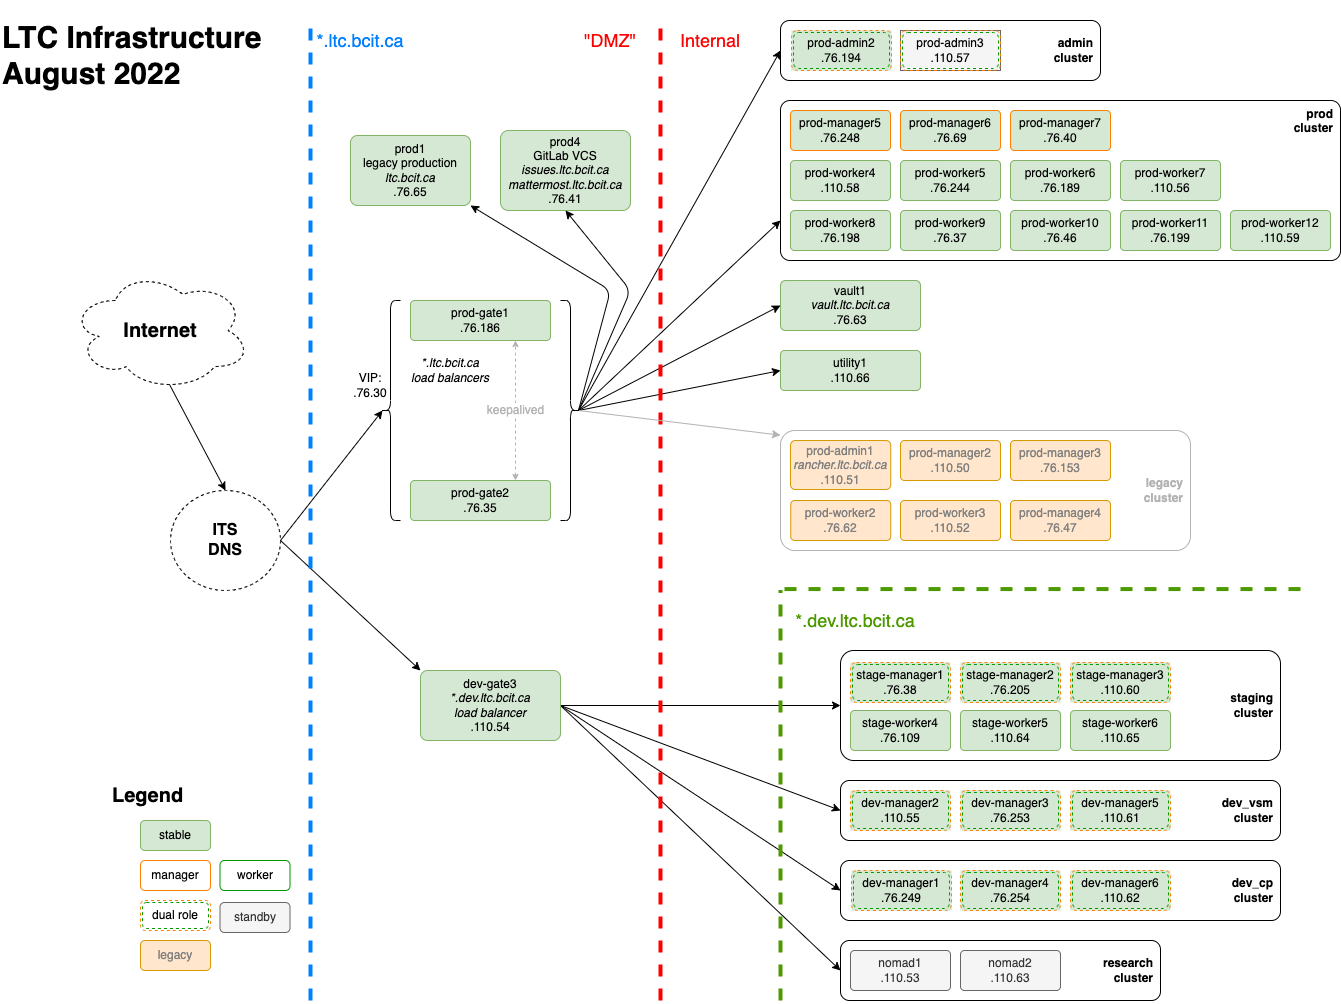 LTC Infrastructure
August 2022
*.ltc.bcit.ca
"DMZ"
Internal
prod-admin2
.76.194
prod-admin3
.110.57
admin
cluster
prod
cluster
prod-manager5
.76.248
prod-manager6
.76.69
prod-manager7
.76.40
prod-worker4
.110.58
prod-worker5
.76.244
prod-worker6
.76.189
prod-worker7
.110.56
prod-worker8
.76.198
prod-worker9
.76.37
prod-worker10
.76.46
prod-worker11
.76.199
prod-worker12
.110.59
prod1
legacy production
ltc.bcit.ca
.76.65
prod4
GitLab VCS
issues.ltc.bcit.ca
mattermost.ltc.bcit.ca
.76.41
Internet
prod-gate1
.76.186
*.ltc.bcit.ca
load balancers
VIP:
.76.30
keepalived
prod-gate2
.76.35
vault1
vault.ltc.bcit.ca
.76.63
utility1
.110.66
prod-admin1
rancher.ltc.bcit.ca
.110.51
prod-manager2
.110.50
prod-manager3
.76.153
legacy
cluster
prod-worker2
.76.62
prod-worker3
.110.52
prod-manager4
.76.47
ITS
DNS
*.dev.ltc.bcit.ca
dev-gate3
*.dev.ltc.bcit.ca
load balancer
.110.54
stage-manager1
.76.38
stage-manager2
.76.205
stage-manager3
.110.60
staging
cluster
stage-worker4
.76.109
stage-worker5
.110.64
stage-worker6
.110.65
dev-manager2
.110.55
dev-manager3
.76.253
dev-manager5
.110.61
dev_vsm
cluster
dev-manager1
.76.249
dev-manager4
.76.254
dev-manager6
.110.62
dev_cp
cluster
nomad1
.110.53
nomad2
.110.63
research
cluster
Legend
stable
manager
worker
dual role
standby
legacy